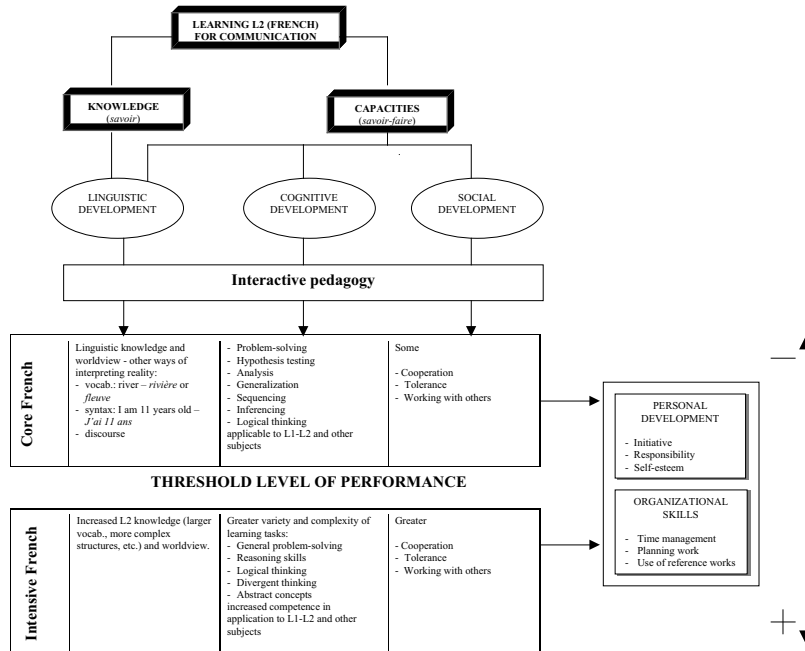 LEARNING L2 (FRENCH)
FOR COMMUNICATION
KNOWLEDGE
(savoir)
CAPACITIES
(savoir-faire)
LINGUISTIC
DEVELOPMENT
COGNITIVE
DEVELOPMENT
SOCIAL
DEVELOPMENT
Interactive pedagogy
Core French
Linguistic knowledge and
worldview - other ways of
interpreting reality:
- vocab.: river – rivière or
fleuve
- syntax: I am 11 years old –
J'ai 11 ans
- discourse
- Problem-solving
- Hypothesis testing
- Analysis
- Generalization
- Sequencing
- Inferencing
- Logical thinking
applicable to L1-L2 and other
subjects
Some
- Cooperation
- Tolerance
- Working with others
PERSONAL
DEVELOPMENT
- Initiative
- Responsibility
- Self-esteem
THRESHOLD LEVEL OF PERFORMANCE
Intensive French
Increased L2 knowledge (larger
vocab., more complex
structures, etc.) and worldview.
Greater variety and complexity of
learning tasks:
- General problem-solving
- Reasoning skills
- Logical thinking
- Divergent thinking
- Abstract concepts
increased competence in
application to L1-L2 and other
subjects
Greater
- Cooperation
- Tolerance
- Working with others
ORGANIZATIONAL
SKILLS
- Time management
- Planning work
- Use of reference works